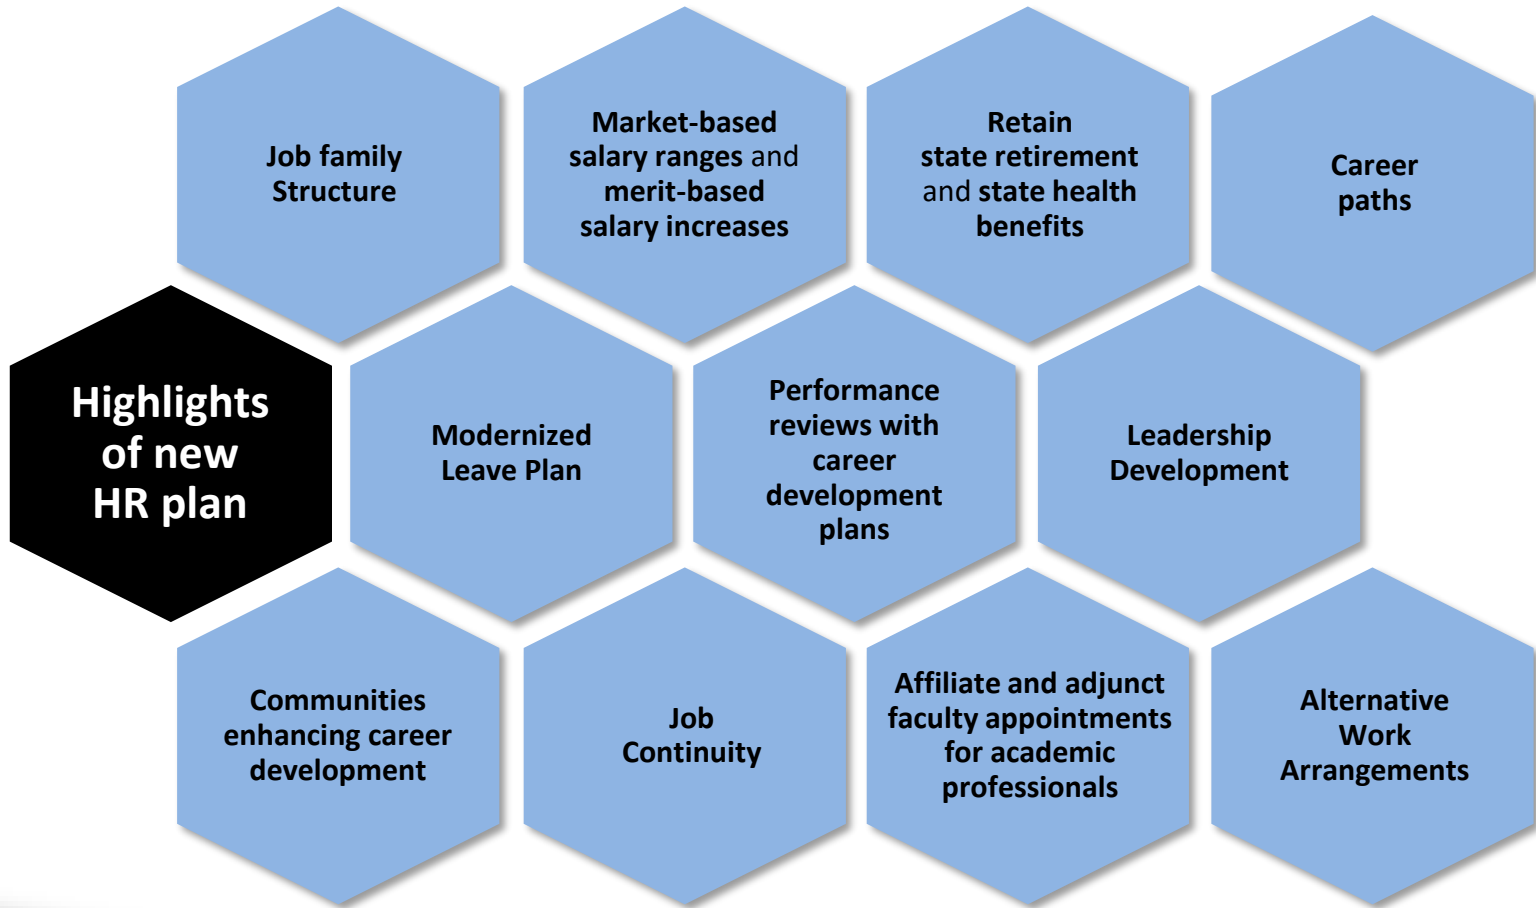 Job family
Structure
Market-based
salary ranges and
merit-based
salary increases
Retain
state retirement
and state health
benefits
Career
paths
Highlights
of new
HR plan
Modernized
Leave Plan
Performance
reviews with
career
development
plans
Leadership
Development
Communities
enhancing career
development
Job
Continuity
Affiliate and adjunct
faculty appointments
for academic
professionals
Alternative
Work
Arrangements